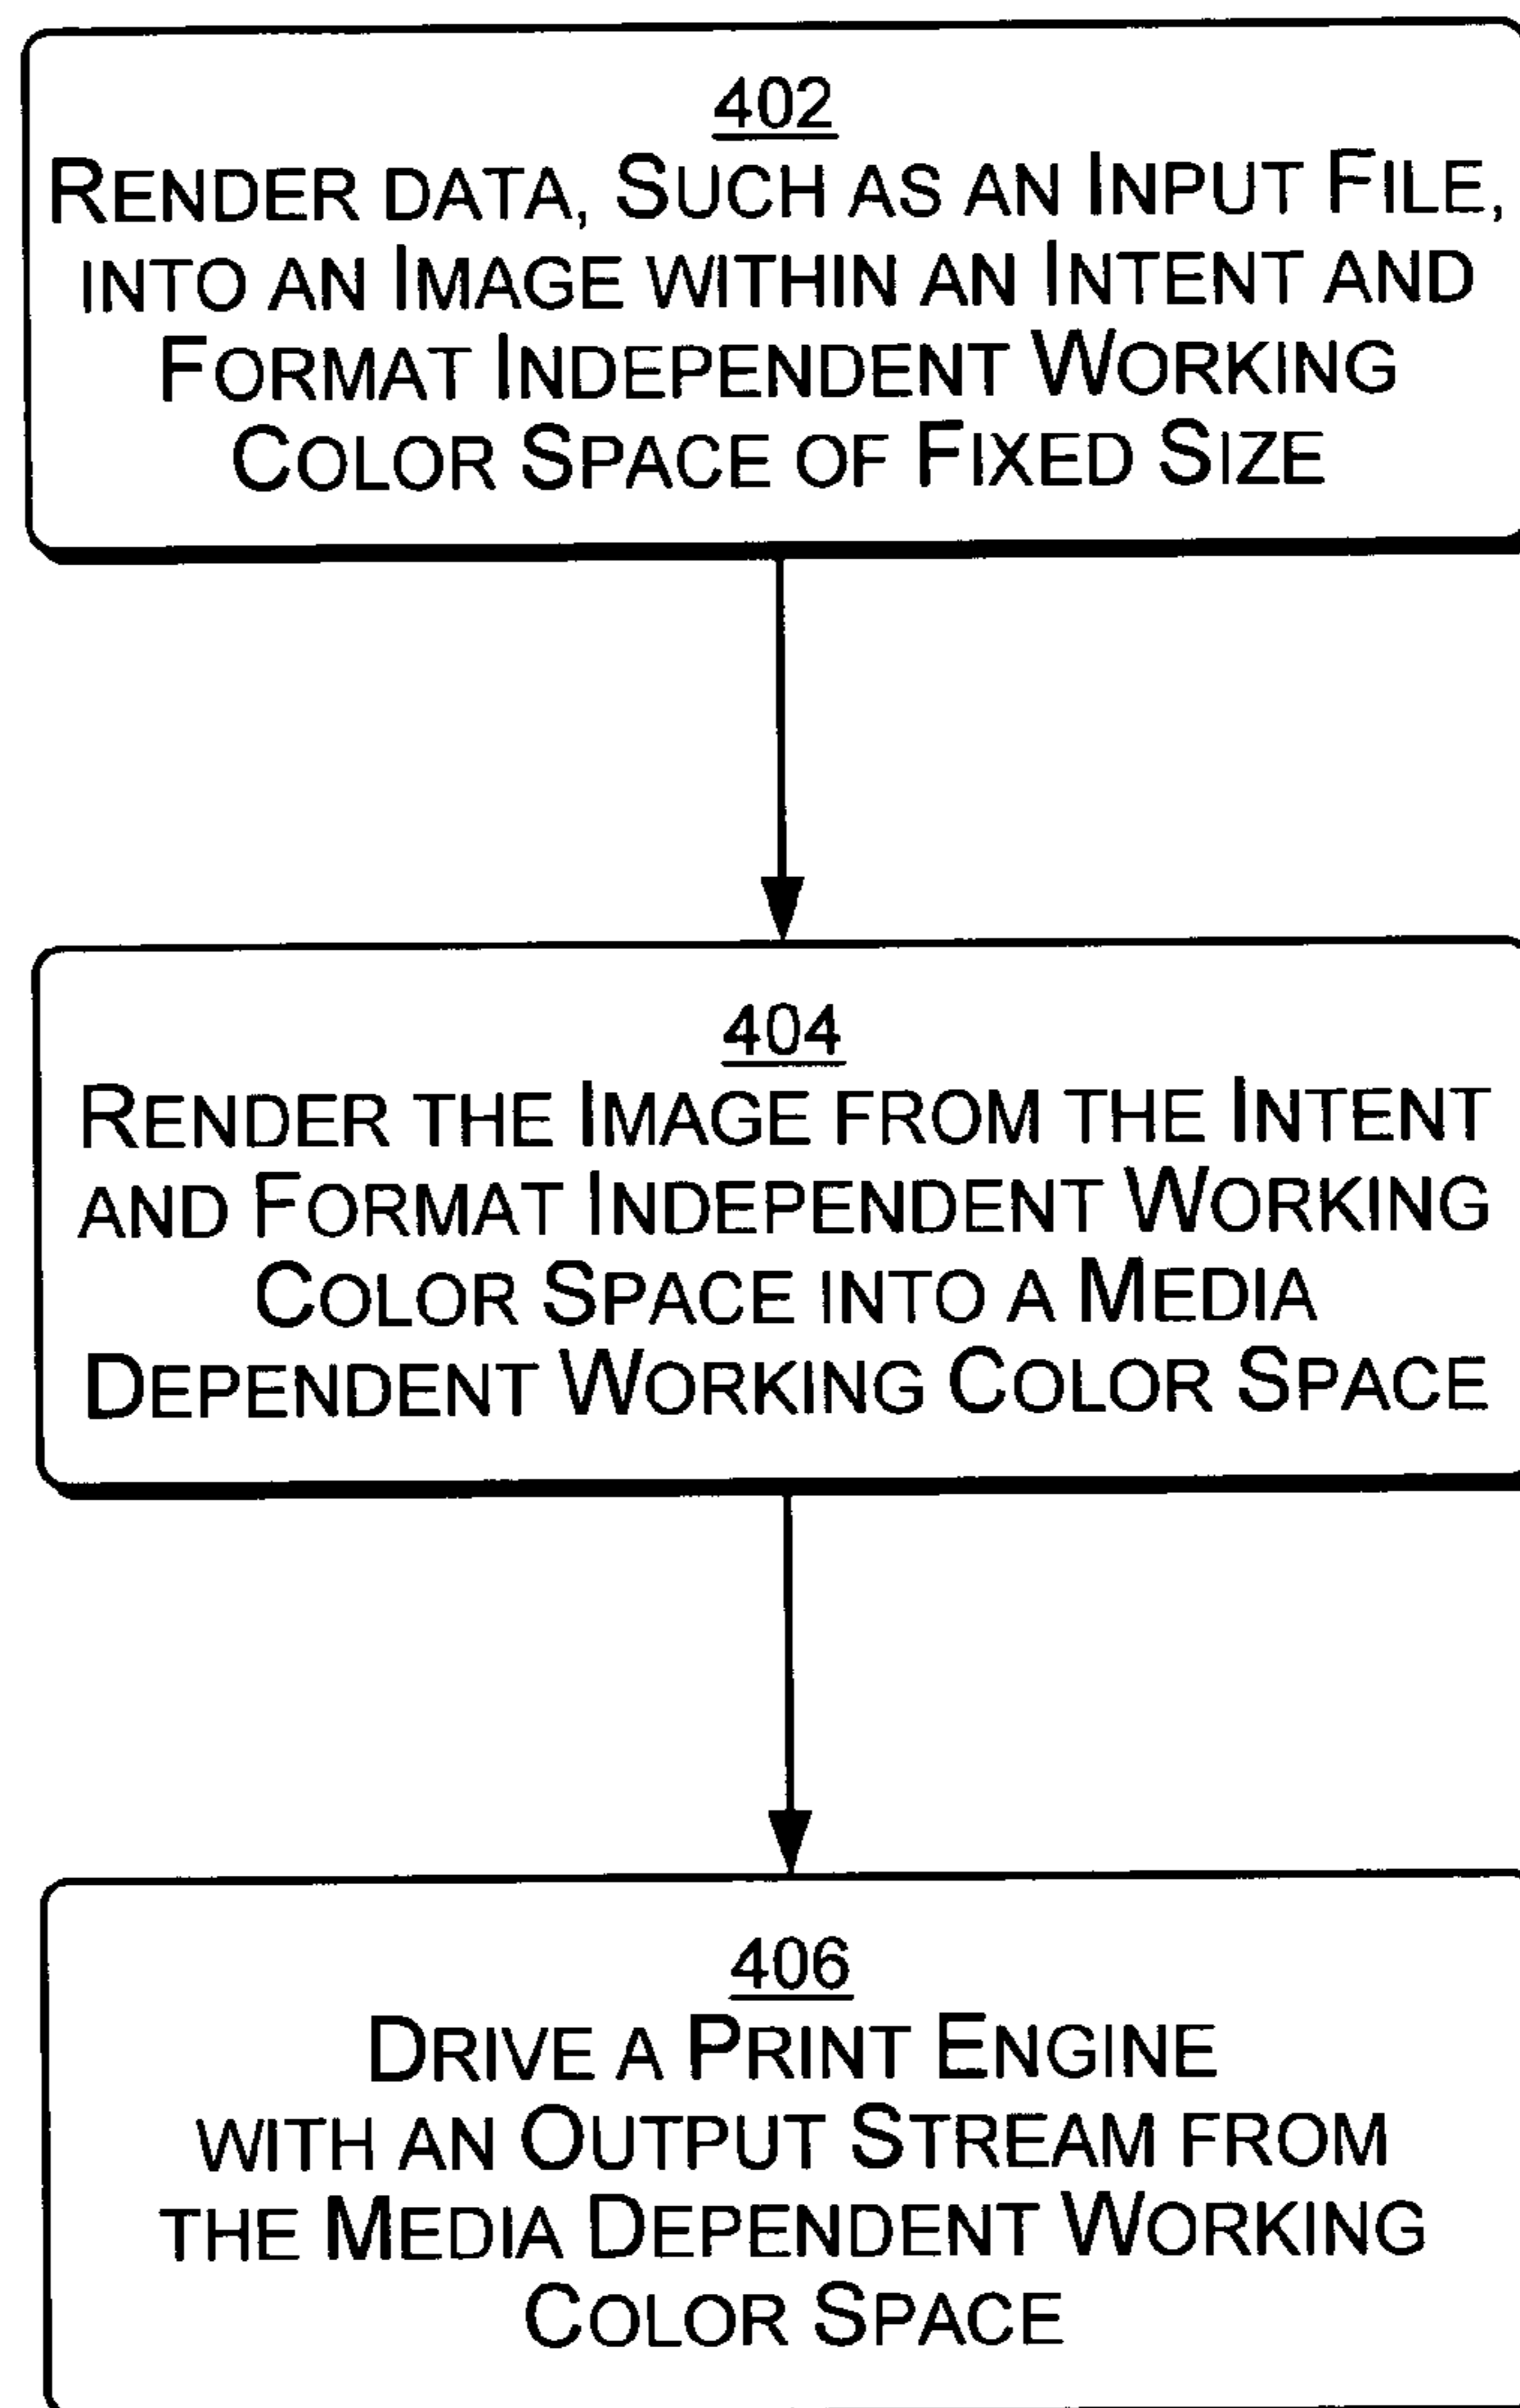 402
RENDER DATA, SUCH AS AN INPUT FILE,
INTO AN IMAGE WITHIN AN INTENT AND
FORMAT INDEPENDENT WORKING
COLOR SPACE OF FIXED SIZE
404
RENDER THE IMAGE FROM THE INTENT
AND FORMAT INDEPENDENT WORKING
COLOR SPACE INTO A MEDIA
DEPENDENT WORKING COLOR SPACE
406
DRIVE A PRINT ENGINE
WITH AN OUTPUT STREAM FROM
THE MEDIA DEPENDENT WORKING
COLOR SPACE